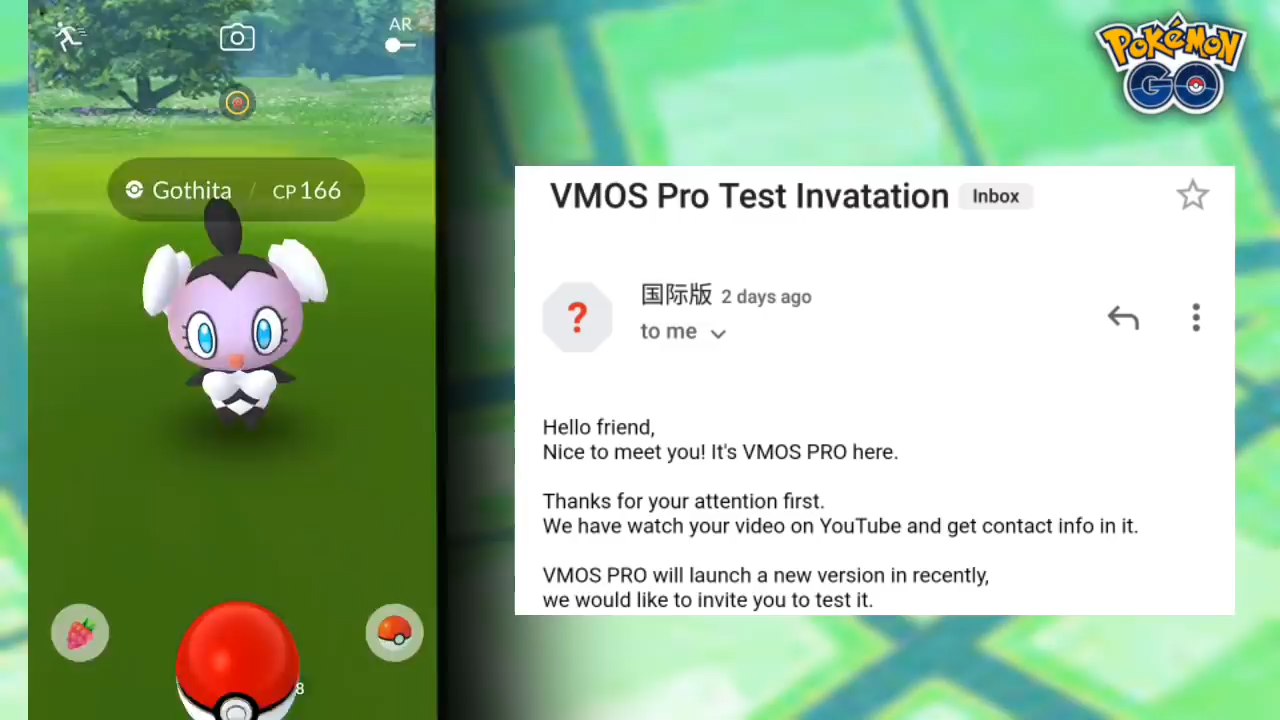 AR
Gothita / CP166
8
POKÉMON
GO
VMOS Pro Test Invatation Inbox
?
国际版 2 days ago
to me
Hello friend,
Nice to meet you! It's VMOS PRO here.
Thanks for your attention first.
We have watch your video on YouTube and get contact info in it.
VMOS PRO will launch a new version in recently,
we would like to invite you to test it.